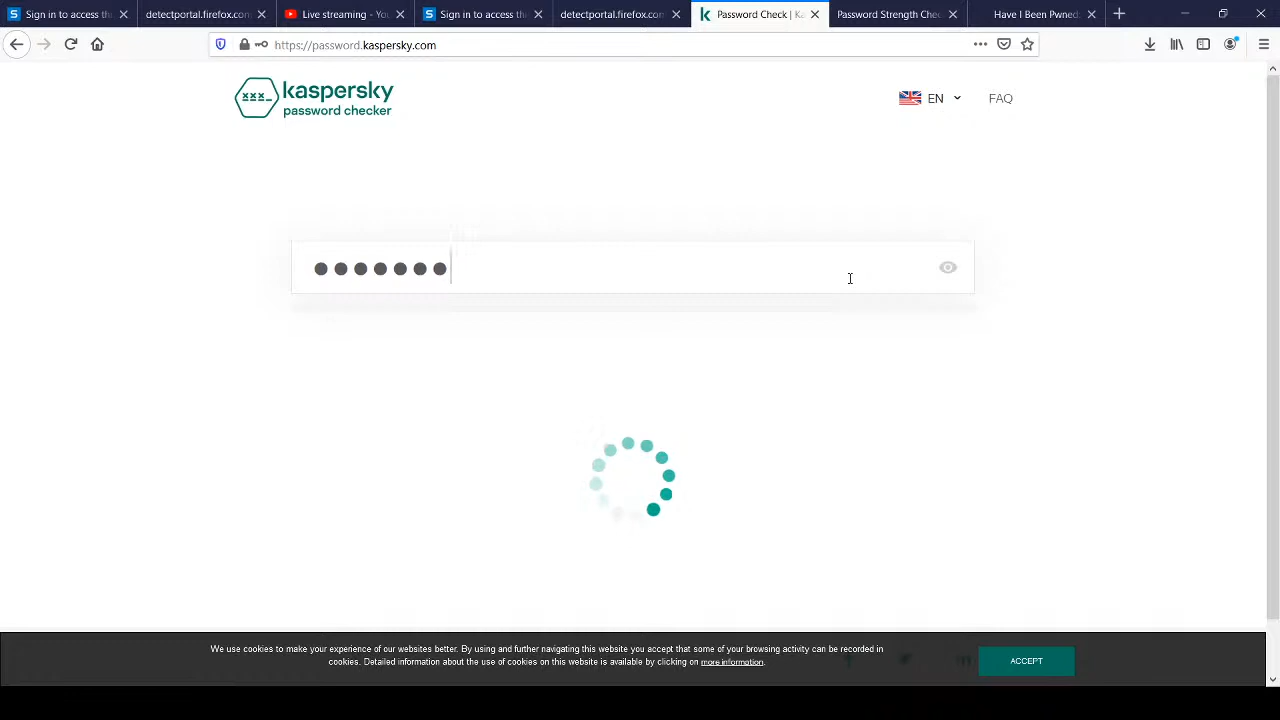 Sign in to access the
detectportal.firefox.com
Live streaming - You
Sign in to access the
detectportal.firefox.com
Password Check | Ka
Password Strength Chec
Have I Been Pwned:
https://password.kaspersky.com
kaspersky
password checker
EN
FAQ
We use cookies to make your experience of our websites better. By using and further navigating this website you accept that some of your browsing activity can be recorded in
cookies. Detailed information about the use of cookies on this website is available by clicking on more information.
ACCEPT